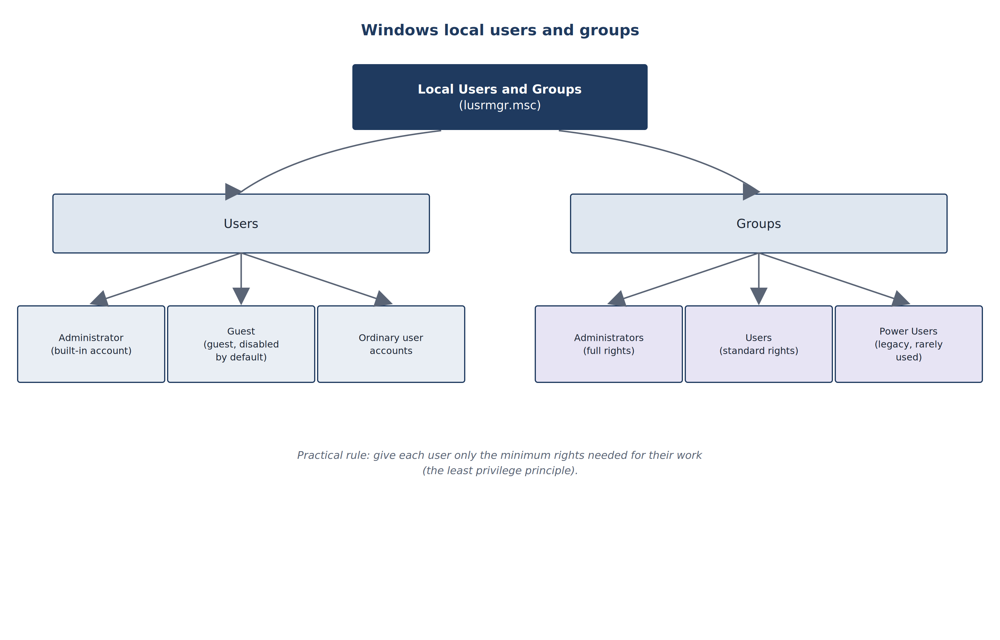 Windows local users and groups
Local Users and Groups
(lusrmgr.msc)
Users
Groups
Administrator
(built-in account)
Guest
(guest, disabled
by default)
Ordinary user
accounts
Administrators
(full rights)
Users
(standard rights)
Power Users
(legacy, rarely
used)
Practical rule: give each user only the minimum rights needed for their work
(the least privilege principle).